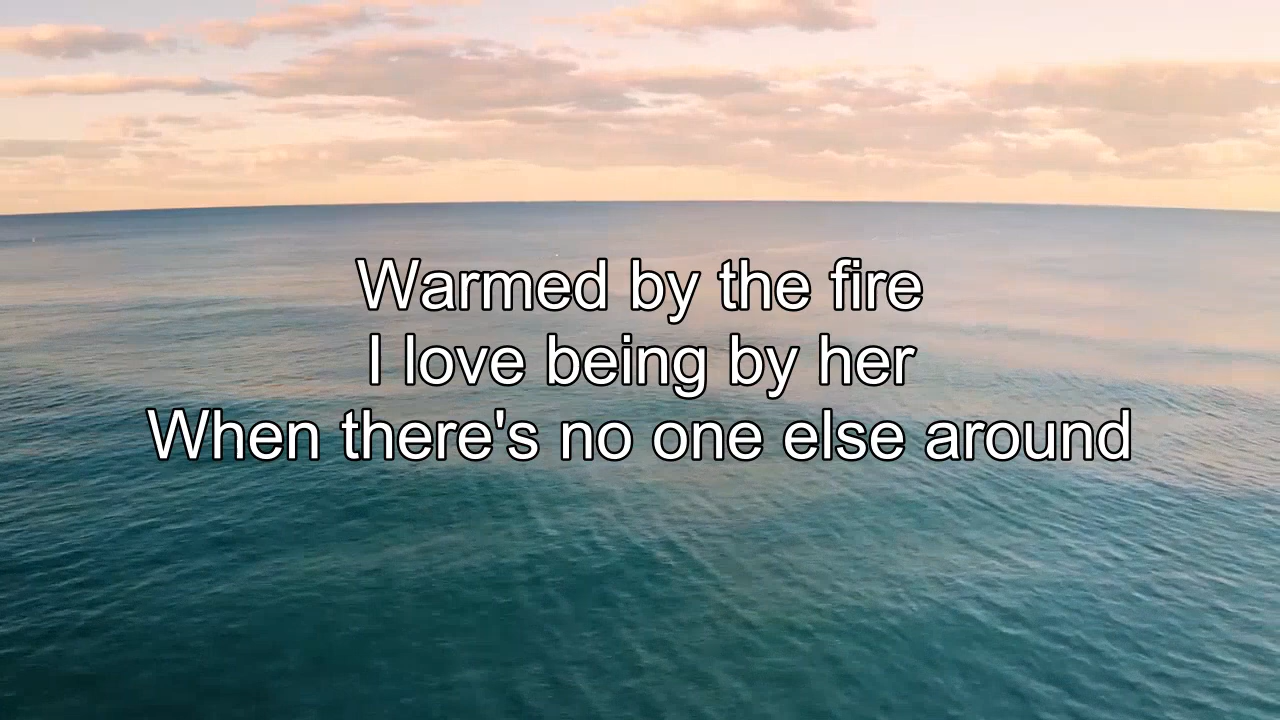 Warmed by the fire
I love being by her
When there's no one else around